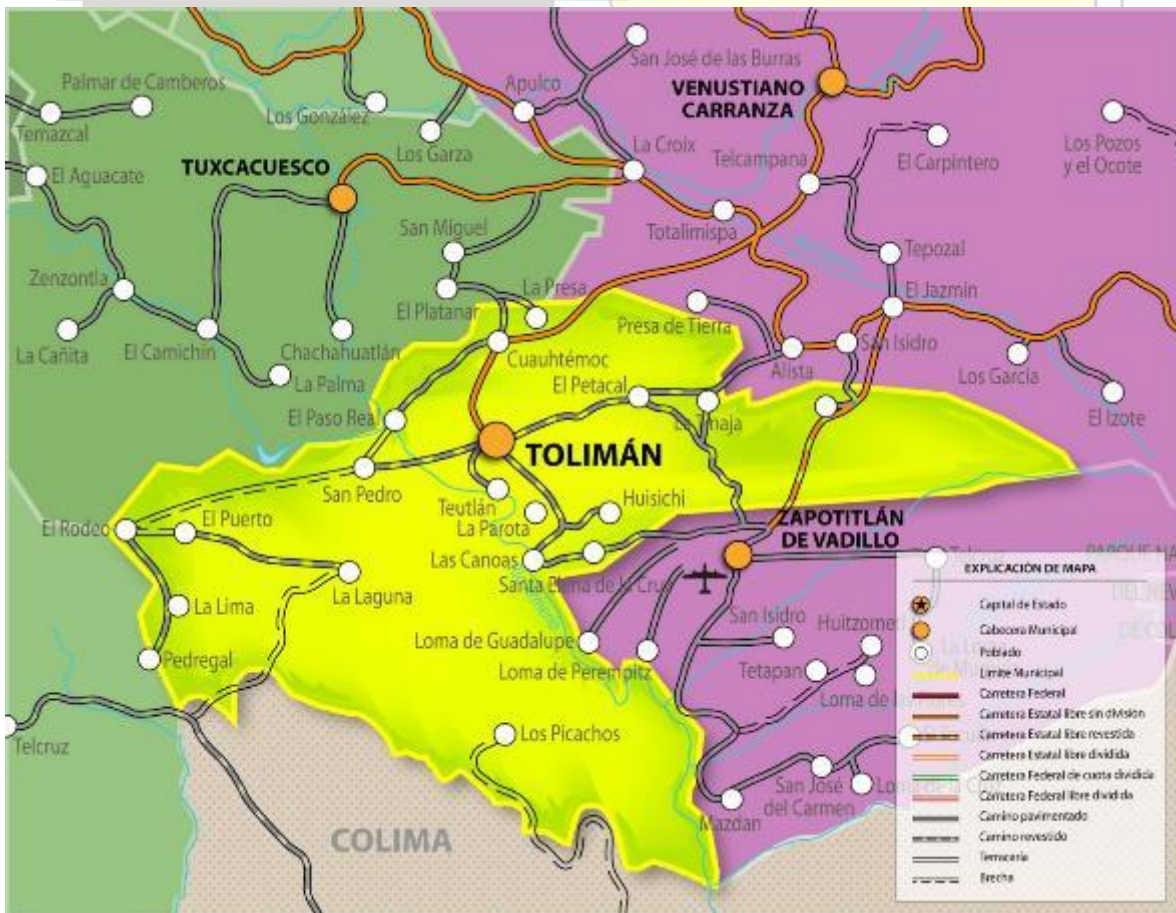 San José de las Burras
Palmar de Camberos
Apulco
VENUSTIANO
CARRANZA
Temazcal
Los González
Los Garza
La Croix
Telcampana
El Carpintero
Los Pozos
y el Ocote
TUXCACUESCO
El Aguacate
San Miguel
Totalimispa
Tepozal
Zenzontla
La Presa
El Platanar
El Jazmín
Presa de Tierra
La Cañita
El Camichín
Chachahuatlán
Cuauhtémoc
Alista
San Isidro
Los García
La Palma
El Petacal
El Paso Real
El Izote
TOLIMÁN
San Pedro
Teutlán
Huisichi
La Parota
El Rodeo
El Puerto
ZAPOTITLÁN
DE VADILLO
Las Canoas
La Laguna
La Lima
San Isidro
Loma de Guadalupe
Pedregal
Loma de Perempitz
Tetapan
Telcruz
Los Picachos
San José
del Carmen
Mazdan
COLIMA
EXPLICACIÓN DE MAPA
Capital de Estado
Cabecera Municipal
Poblado
Limite Municipal
Carretera Federal
Carretera Estatal libre sin division
Carretera Estatal libre revestida
Carretera Estatal libre dividida
Carretera Federal de cuota dividida
Carretera Federal libre dividida
Camino pavimentado
Camino revestido
Terraceria
Brecha